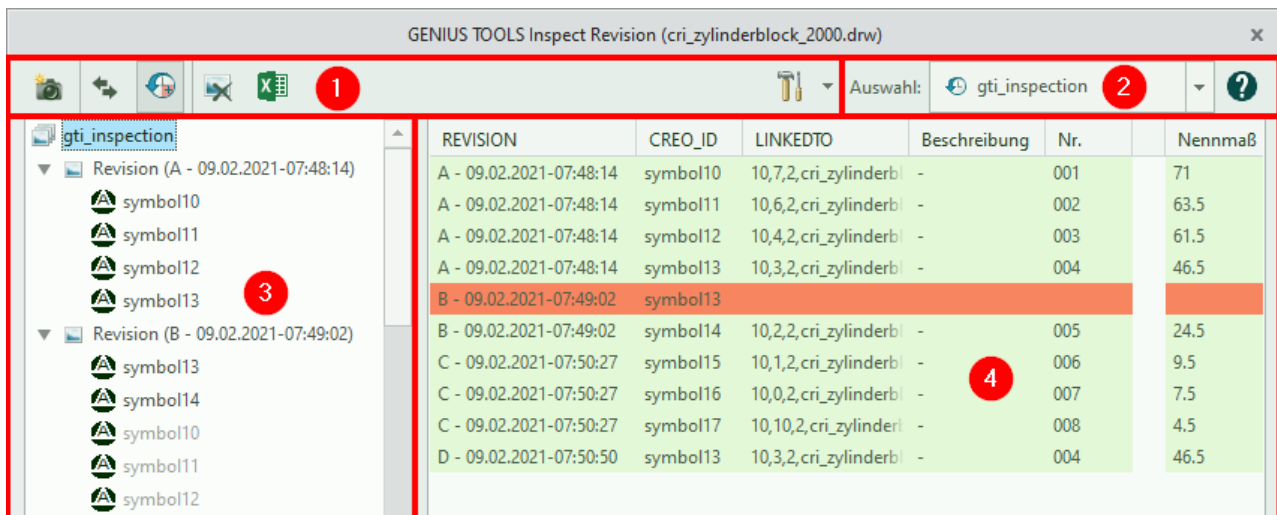 GENIUS TOOLS Inspect Revision (cri_zylinderblock_2000.drw)
1
Auswahl: gti_inspection 2
gti_inspection
Revision (A - 09.02.2021-07:48:14)
symbol10
symbol11
symbol12
symbol13
3
Revision (B - 09.02.2021-07:49:02)
symbol13
symbol14
symbol10
symbol11
symbol12
REVISION CREO_ID LINKEDTO Beschreibung Nr. Nennmaß
A - 09.02.2021-07:48:14 symbol10 10,7,2,cri_zylinderbl - 001 71
A - 09.02.2021-07:48:14 symbol11 10,6,2,cri_zylinderbl - 002 63.5
A - 09.02.2021-07:48:14 symbol12 10,4,2,cri_zylinderbl - 003 61.5
A - 09.02.2021-07:48:14 symbol13 10,3,2,cri_zylinderbl - 004 46.5
B - 09.02.2021-07:49:02 symbol13
B - 09.02.2021-07:49:02 symbol14 10,2,2,cri_zylinderbl - 005 24.5
C - 09.02.2021-07:50:27 symbol15 10,1,2,cri_zylinderbl - 006 9.5
C - 09.02.2021-07:50:27 symbol16 10,0,2,cri_zylinderbl - 007 7.5
C - 09.02.2021-07:50:27 symbol17 10,10,2,cri_zylinderb - 008 4.5
D - 09.02.2021-07:50:50 symbol13 10,3,2,cri_zylinderbl - 004 46.5
4